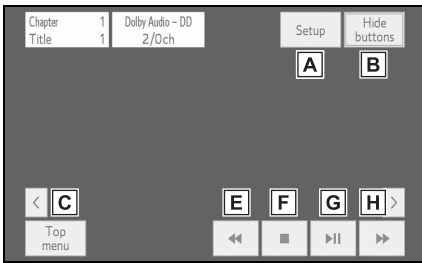 Chapter 1
Title 1
Dolby Audio – DD
2/0ch
Setup
Hide
buttons
A
B
C
E
F
G
H
Top
menu